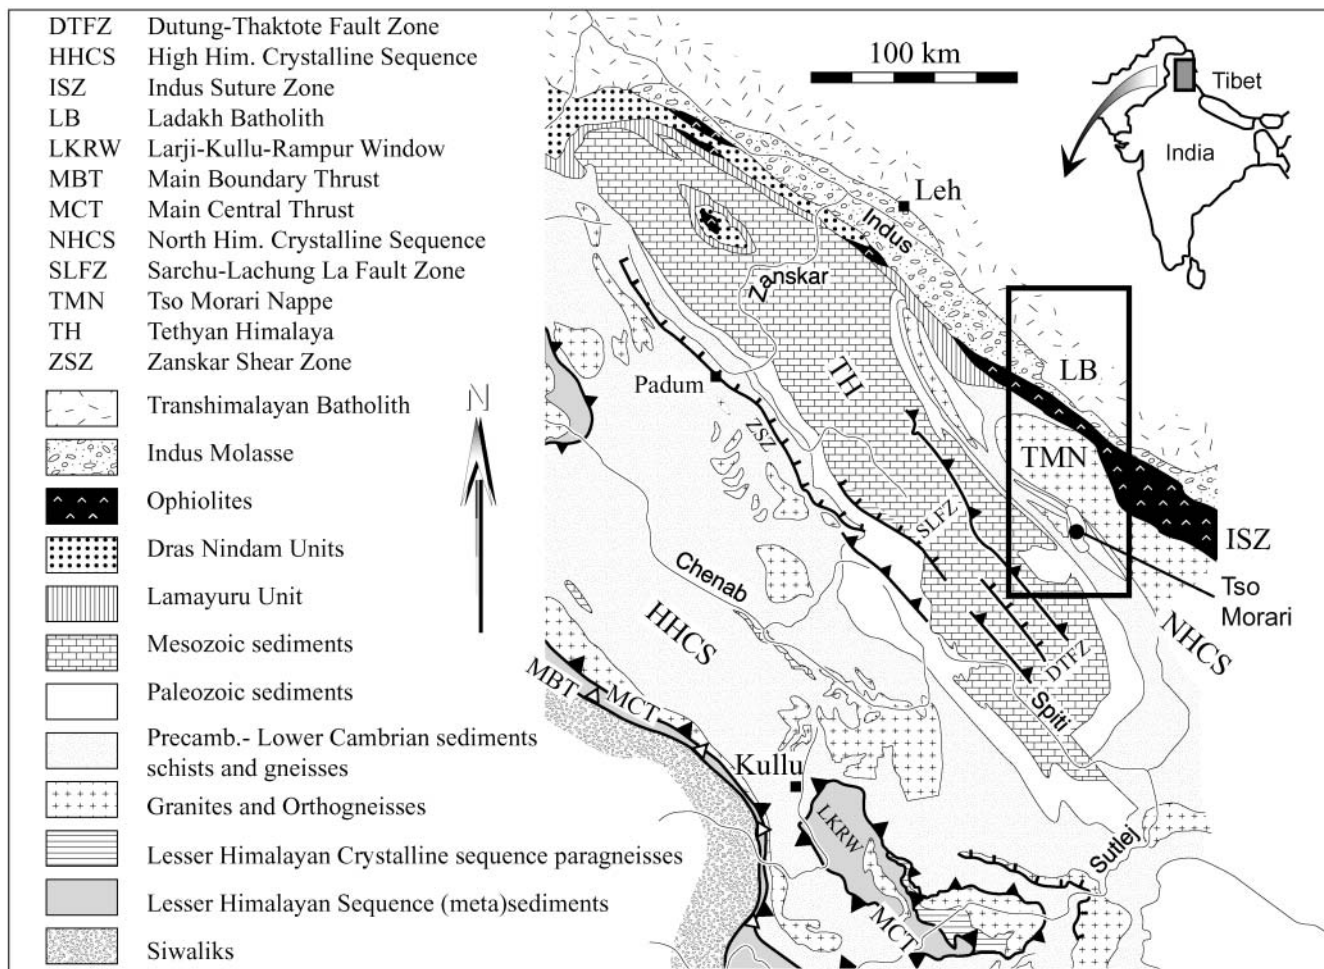 DTFZ Dutung-Thaktote Fault Zone
HHCS High Him. Crystalline Sequence
ISZ Indus Suture Zone
LB Ladakh Batholith
LKRW Larji-Kullu-Rampur Window
MBT Main Boundary Thrust
MCT Main Central Thrust
NHCS North Him. Crystalline Sequence
SLFZ Sarchu-Lachung La Fault Zone
TMN Tso Morari Nappe
TH Tethyan Himalaya
ZSZ Zanskar Shear Zone
Transhimalayan Batholith
Indus Molasse
Ophiolites
Dras Nindam Units
Lamayuru Unit
Mesozoic sediments
Paleozoic sediments
Precamb.- Lower Cambrian sediments
schists and gneisses
Granites and Orthogneisses
Lesser Himalayan Crystalline sequence paragneisses
Lesser Himalayan Sequence (meta)sediments
Siwaliks
N
100 km
Tibet
India
Leh
Indus
Zanskar
LB
TH
Padum
ZSZ
TMN
SLFZ
ISZ
Tso
Morari
Chenab
NHCS
HHCS
DTFZ
Spiti
MBT
MCT
Kullu
LKRW
Sutlej
MCT